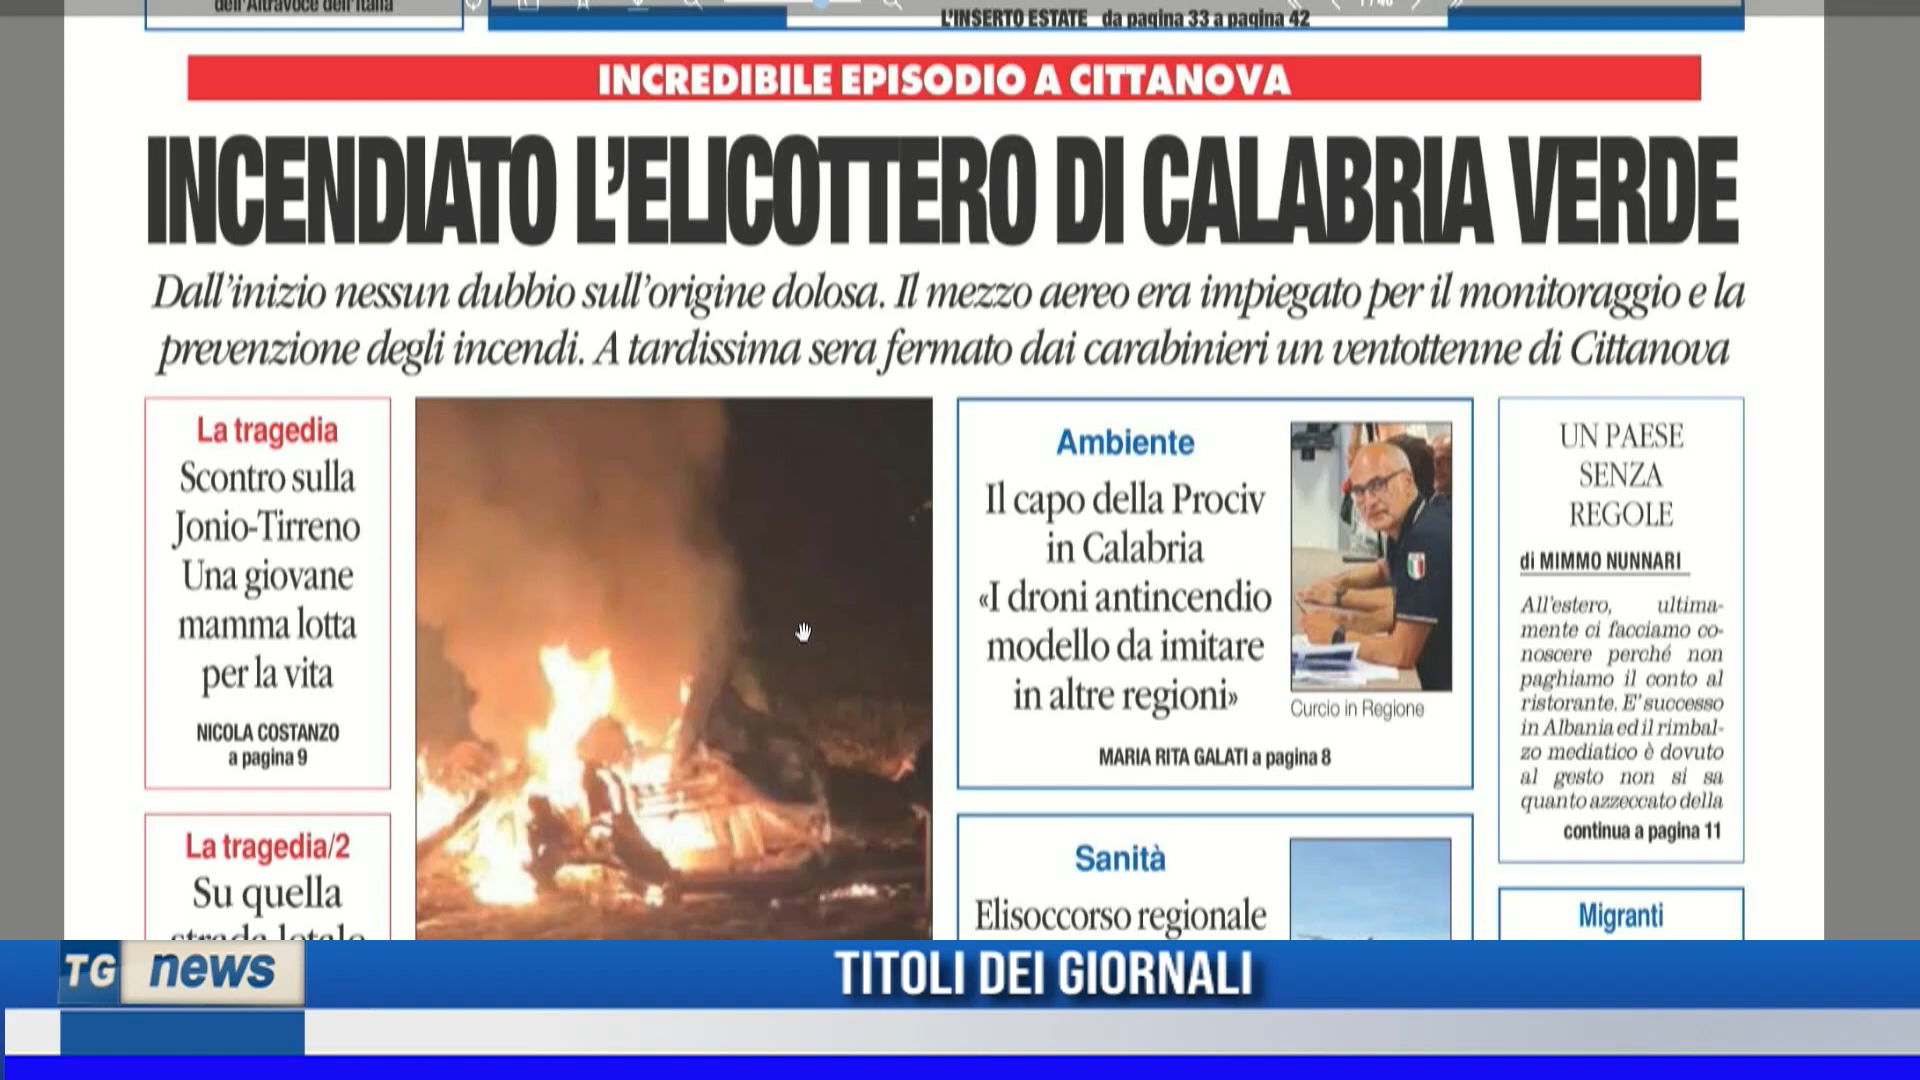 dell'Altravoce dell'Italia
L'INSERTO ESTATE da pagina 33 a pagina 42
INCREDIBILE EPISODIO A CITTANOVA
INCENDIATO L'ELICOTTERO DI CALABRIA VERDE
Dall'inizio nessun dubbio sull'origine dolosa. Il mezzo aereo era impiegato per il monitoraggio e la
prevenzione degli incendi. A tardissima sera fermato dai carabinieri un ventottenne di Cittanova
La tragedia
Scontro sulla
Jonio-Tirreno
Una giovane
mamma lotta
per la vita
NICOLA COSTANZO
a pagina 9
La tragedia/2
Su quella
strada letale
Ambiente
Il capo della Prociv
in Calabria
«I droni antincendio
modello da imitare
in altre regioni»
Curcio in Regione
MARIA RITA GALATI a pagina 8
Sanità
Elisoccorso regionale
UN PAESE
SENZA
REGOLE
di MIMMO NUNNARI
All'estero, ultima-
mente ci facciamo co-
noscere perché non
paghiamo il conto al
ristorante. E' successo
in Albania ed il rimbal-
zo mediatico è dovuto
al gesto non si sa
quanto azzeccato della
continua a pagina 11
Migranti
TG news
TITOLI DEI GIORNALI